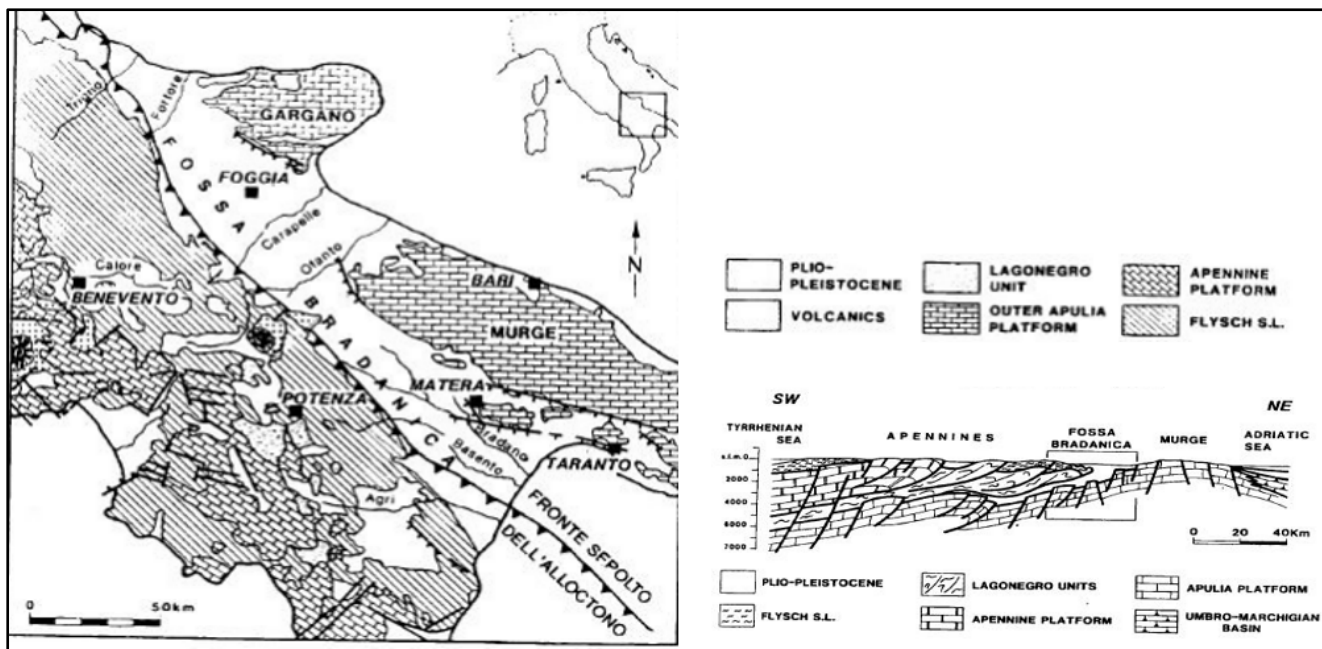 Trigno
Fortore
GARGANO
FOSSA
FOGGIA
Carapelle
Ofanto
N
Calore
BENEVENTO
BARI
BRADANICA
MURGE
MATERA
POTENZA
Bradano
Basento
TARANTO
Agri
FRONTE SEPOLTO
DELL'ALLOCTONO
0 50km
PLIO-
PLEISTOCENE
LAGONEGRO
UNIT
APENNINE
PLATFORM
VOLCANICS
OUTER APULIA
PLATFORM
FLYSCH S.L.
SW
NE
TYRRHENIAN
SEA
APENNINES
FOSSA
BRADANICA
MURGE
ADRIATIC
SEA
2000
4000
6000
7000
0 20 40Km
PLIO-PLEISTOCENE
LAGONEGRO UNITS
APULIA PLATFORM
FLYSCH S.L.
APENNINE PLATFORM
UMBRO-MARCHIGIAN
BASIN